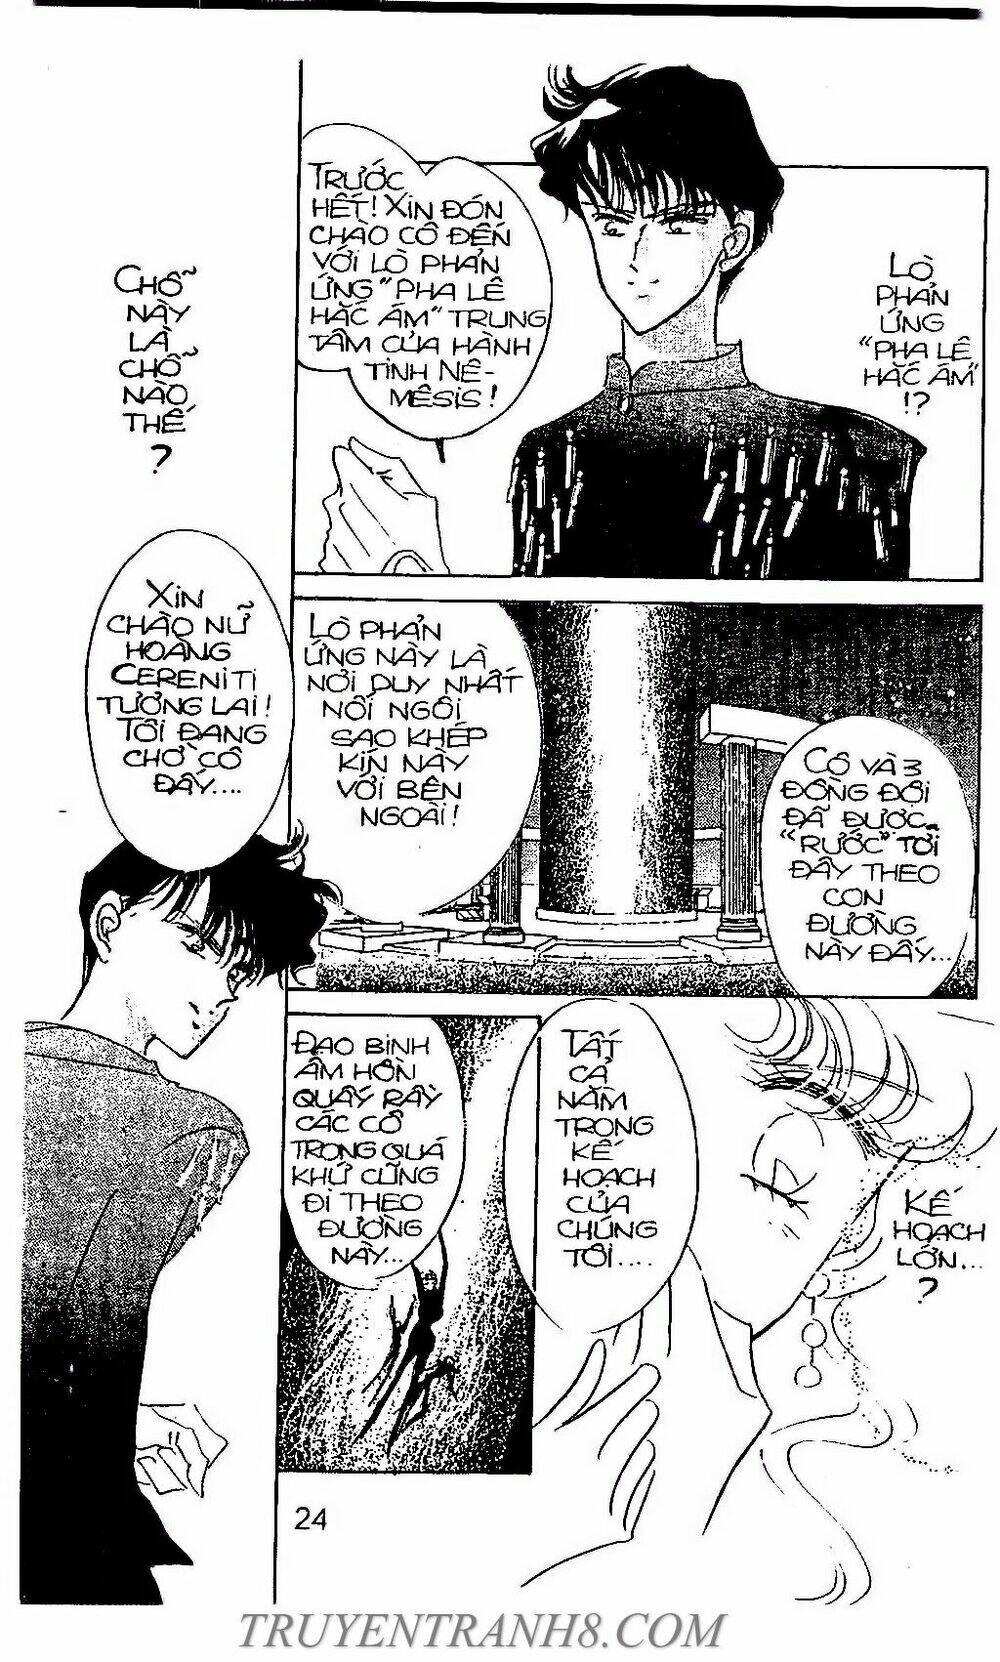 CHỖ
NÀY
LÀ
CHỖ
NÀO
THẾ
?
XIN
CHÀO NỮ
HOÀNG
CERENITI
TƯƠNG LAI!
TÔI ĐANG
CHỜ CÔ
ĐẤY....
TRƯỚC
HẾT! XIN ĐÓN
CHÀO CÔ ĐẾN
VỚI LÒ PHẢN
ỨNG "PHA LÊ
HẮC ÁM" TRUNG
TÂM CỦA HÀNH
TINH NÊ-
MÊSIS!
LÒ
PHẢN
ỨNG
"PHA LÊ
HẮC ÁM"
!?
LÒ PHẢN
ỨNG NÀY LÀ
NƠI DUY NHẤT
NỐI NGÔI
SAO KHÉP
KÍN NÀY
VỚI BÊN
NGOÀI!
CÔ VÀ 3
ĐỒNG ĐỘI
ĐÃ ĐƯỢC
"RƯỚC" TỚI
ĐÂY THEO
CON
ĐƯỜNG
NÀY ĐẤY...
ĐẠO BINH
ÂM HỒN
QUẤY RẦY
CÁC CÔ
TRONG QUÁ
KHỨ CŨNG
ĐI THEO
ĐƯỜNG
NÀY...
TẤT
CẢ
NẰM
TRONG
KẾ
HOẠCH
CỦA
CHÚNG
TÔI....
KẾ
HOẠCH
LỚN...
?
24
TRUYENTRANH8.COM